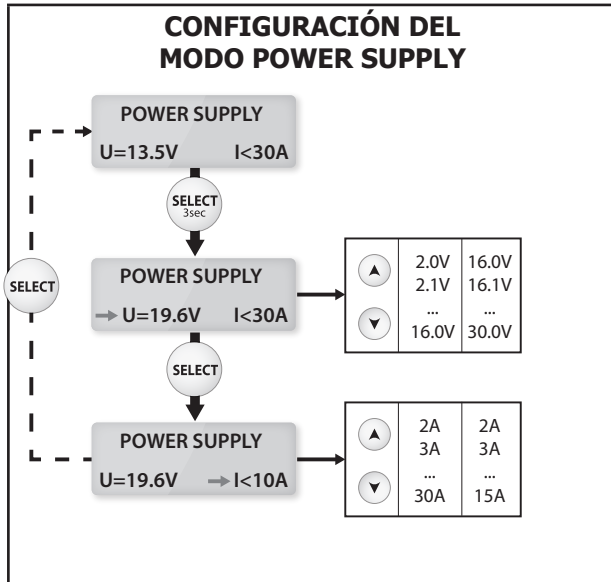 CONFIGURACIÓN DEL
MODO POWER SUPPLY
POWER SUPPLY
U=13.5V I<30A
SELECT
3sec
SELECT
POWER SUPPLY
U=19.6V I<30A
2.0V 16.0V
2.1V 16.1V
... ...
16.0V 30.0V
SELECT
POWER SUPPLY
U=19.6V I<10A
2A 2A
3A 3A
... ...
30A 15A